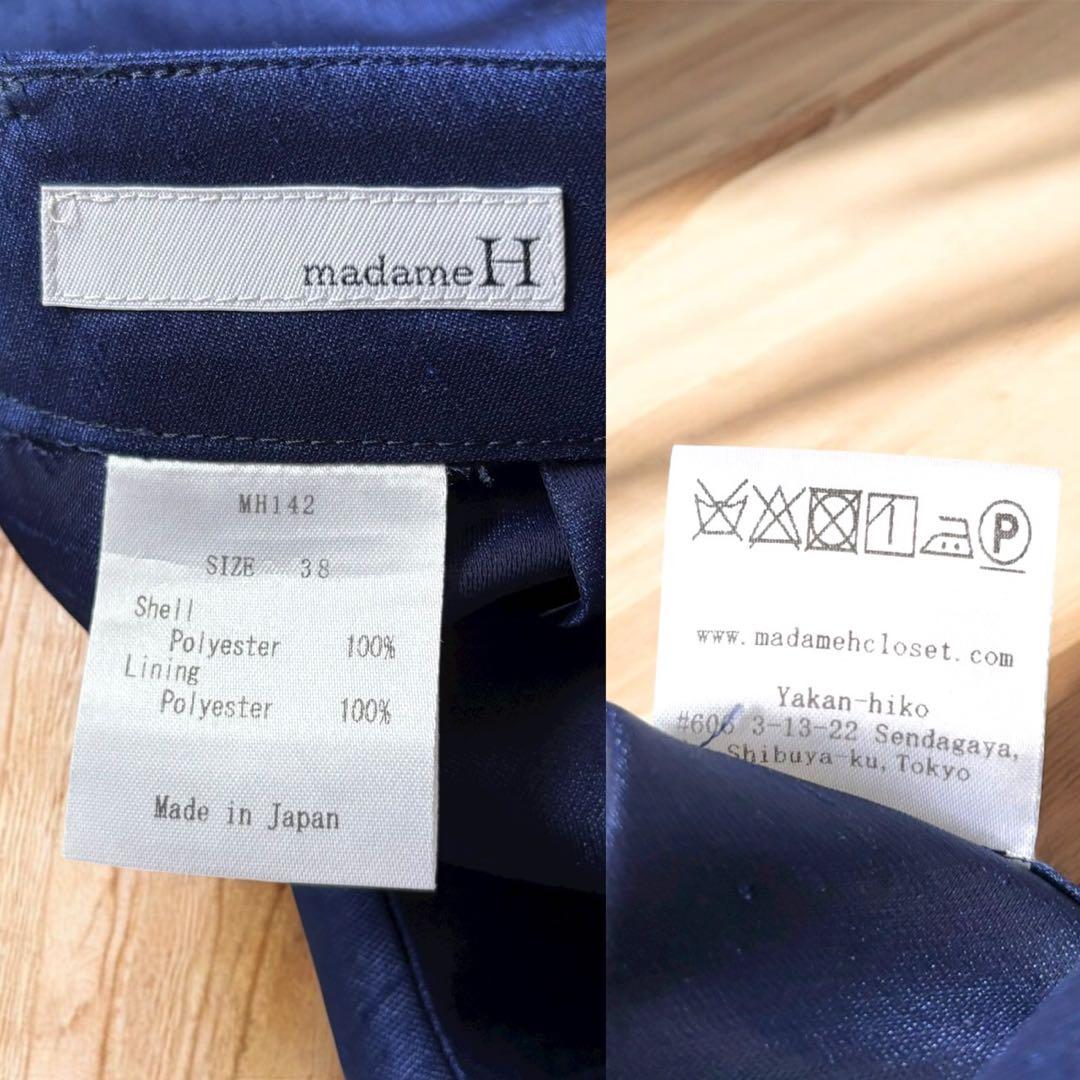 madame H
MH142
SIZE 38
Shell
Polyester 100%
Lining
Polyester 100%
Made in Japan
P
www.madamehcloset.com
Yakan-hiko
#606 3-13-22 Sendagaya,
Shibuya-ku, Tokyo